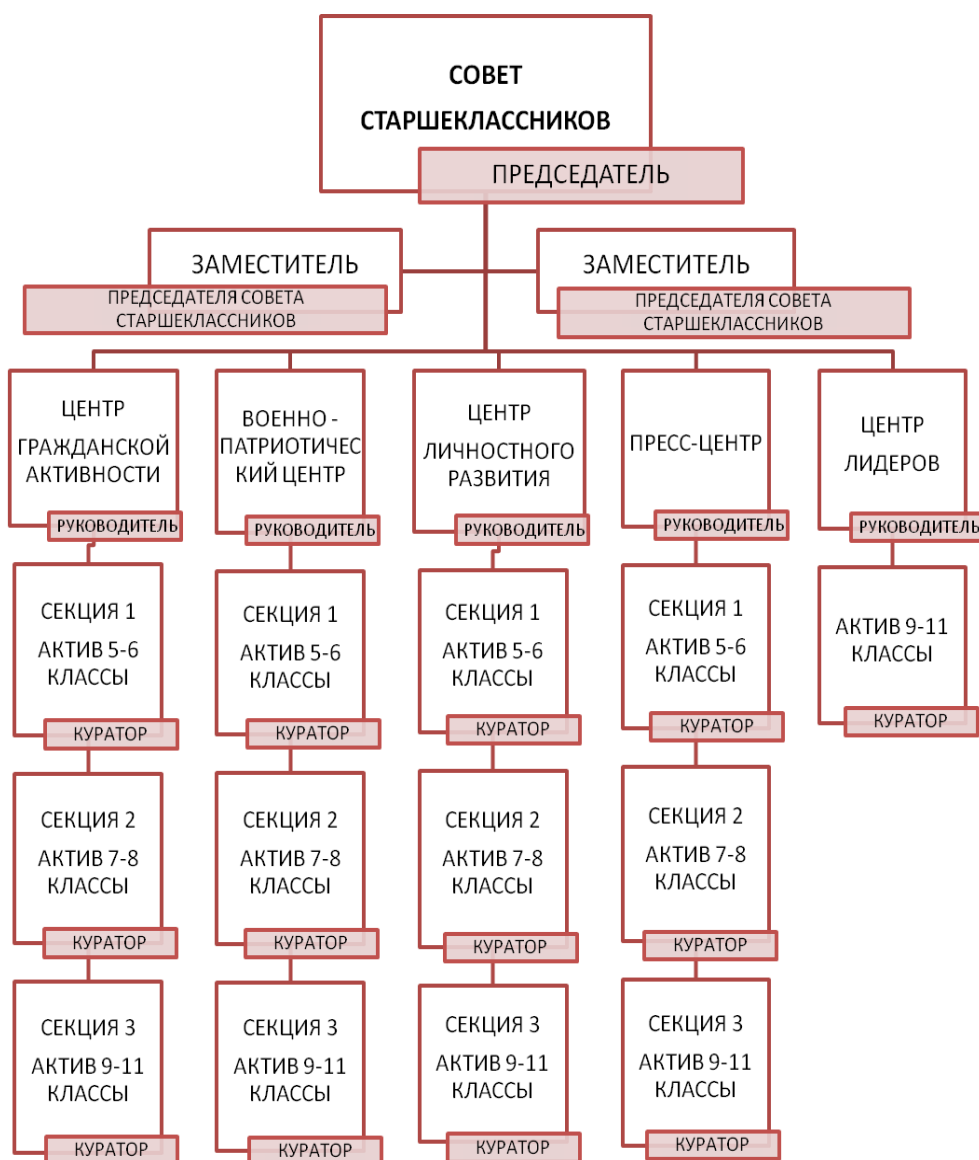 СОВЕТ
СТАРШЕКЛАССНИКОВ
ПРЕДСЕДАТЕЛЬ
ЗАМЕСТИТЕЛЬ
ПРЕДСЕДАТЕЛЯ СОВЕТА
СТАРШЕКЛАССНИКОВ
ЗАМЕСТИТЕЛЬ
ПРЕДСЕДАТЕЛЯ СОВЕТА
СТАРШЕКЛАССНИКОВ
ЦЕНТР
ГРАЖДАНСКОЙ
АКТИВНОСТИ
РУКОВОДИТЕЛЬ
СЕКЦИЯ 1
АКТИВ 5-6
КЛАССЫ
КУРАТОР
СЕКЦИЯ 2
АКТИВ 7-8
КЛАССЫ
КУРАТОР
СЕКЦИЯ 3
АКТИВ 9-11
КЛАССЫ
КУРАТОР
ВОЕННО -
ПАТРИОТИЧЕС
КИЙ ЦЕНТР
РУКОВОДИТЕЛЬ
СЕКЦИЯ 1
АКТИВ 5-6
КЛАССЫ
КУРАТОР
СЕКЦИЯ 2
АКТИВ 7-8
КЛАССЫ
КУРАТОР
СЕКЦИЯ 3
АКТИВ 9-11
КЛАССЫ
КУРАТОР
ЦЕНТР
ЛИЧНОСТНОГО
РАЗВИТИЯ
РУКОВОДИТЕЛЬ
СЕКЦИЯ 1
АКТИВ 5-6
КЛАССЫ
КУРАТОР
СЕКЦИЯ 2
АКТИВ 7-8
КЛАССЫ
КУРАТОР
СЕКЦИЯ 3
АКТИВ 9-11
КЛАССЫ
КУРАТОР
ПРЕСС-ЦЕНТР
РУКОВОДИТЕЛЬ
СЕКЦИЯ 1
АКТИВ 5-6
КЛАССЫ
КУРАТОР
СЕКЦИЯ 2
АКТИВ 7-8
КЛАССЫ
КУРАТОР
СЕКЦИЯ 3
АКТИВ 9-11
КЛАССЫ
КУРАТОР
ЦЕНТР
ЛИДЕРОВ
РУКОВОДИТЕЛЬ
АКТИВ 9-11
КЛАССЫ
КУРАТОР